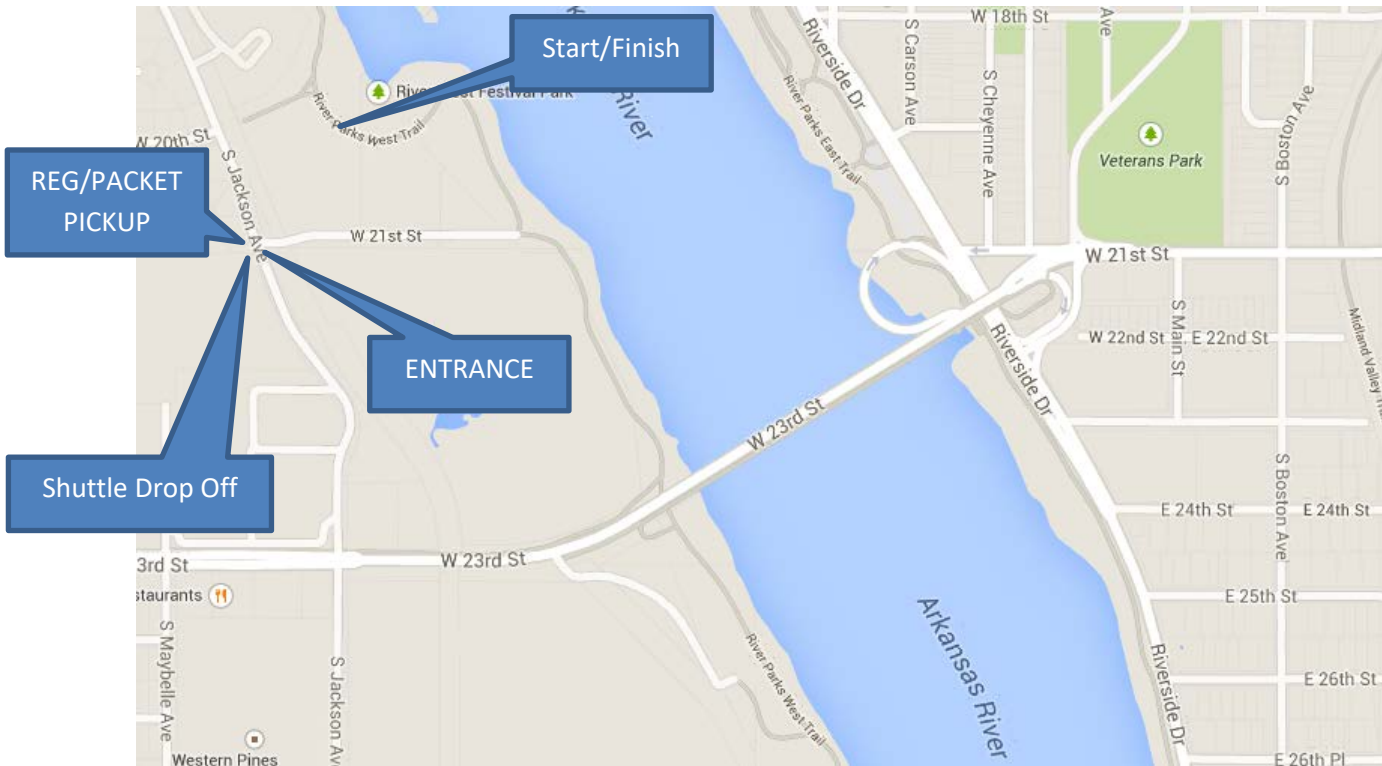 Start/Finish
REG/PACKET
PICKUP
ENTRANCE
Shuttle Drop Off
River
Festival Park
River Parks West Trail
W 20th St
S Jackson Ave
W 21st St
W 23rd St
3rd St
staurants
S Maybelle Ave
S Jackson Av
Western Pines
W 23rd St
River Parks West Trail
Arkansas River
River Parks East Trail
Riverside Dr
S Carson Ave
S Cheyenne Ave
W 18th St
Ave
Veterans Park
S Boston Ave
W 21st St
S Main St
W 22nd St
E 22nd St
Midland Valley
Riverside Dr
E 24th St
E 24th St
S Boston Ave
E 25th St
Riverside Dr
E 26th St
E 26th Pl